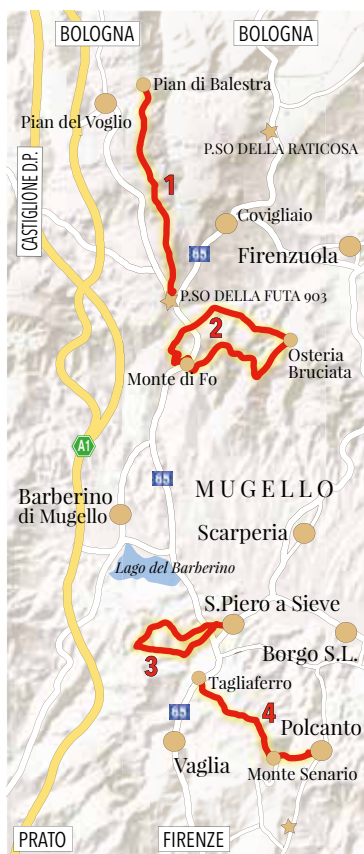 BOLOGNA
BOLOGNA
Pian di Balestra
Pian del Voglio
P.SO DELLA RATICOSA
CASTIGLIONE D.P.
1
Covigliaio
65
Firenzuola
P.SO DELLA FUTA 903
2
Osteria
Bruciata
Monte di Fo
A1
65
MUGELLO
Barberino
di Mugello
Scarperia
Lago del Barberino
S.Piero a Sieve
3
Borgo S.L.
Tagliaferro
65
4
Polcanto
Vaglia
Monte Senario
PRATO
FIRENZE